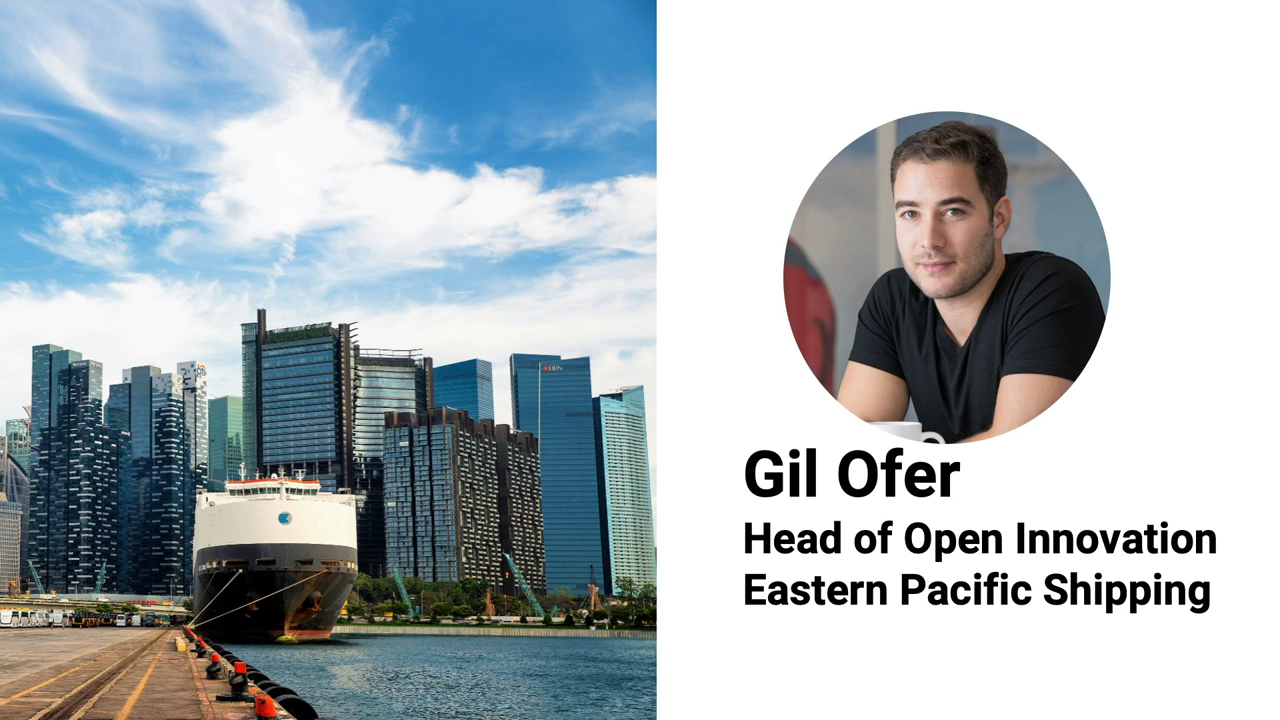 Gil Ofer
Head of Open Innovation
Eastern Pacific Shipping